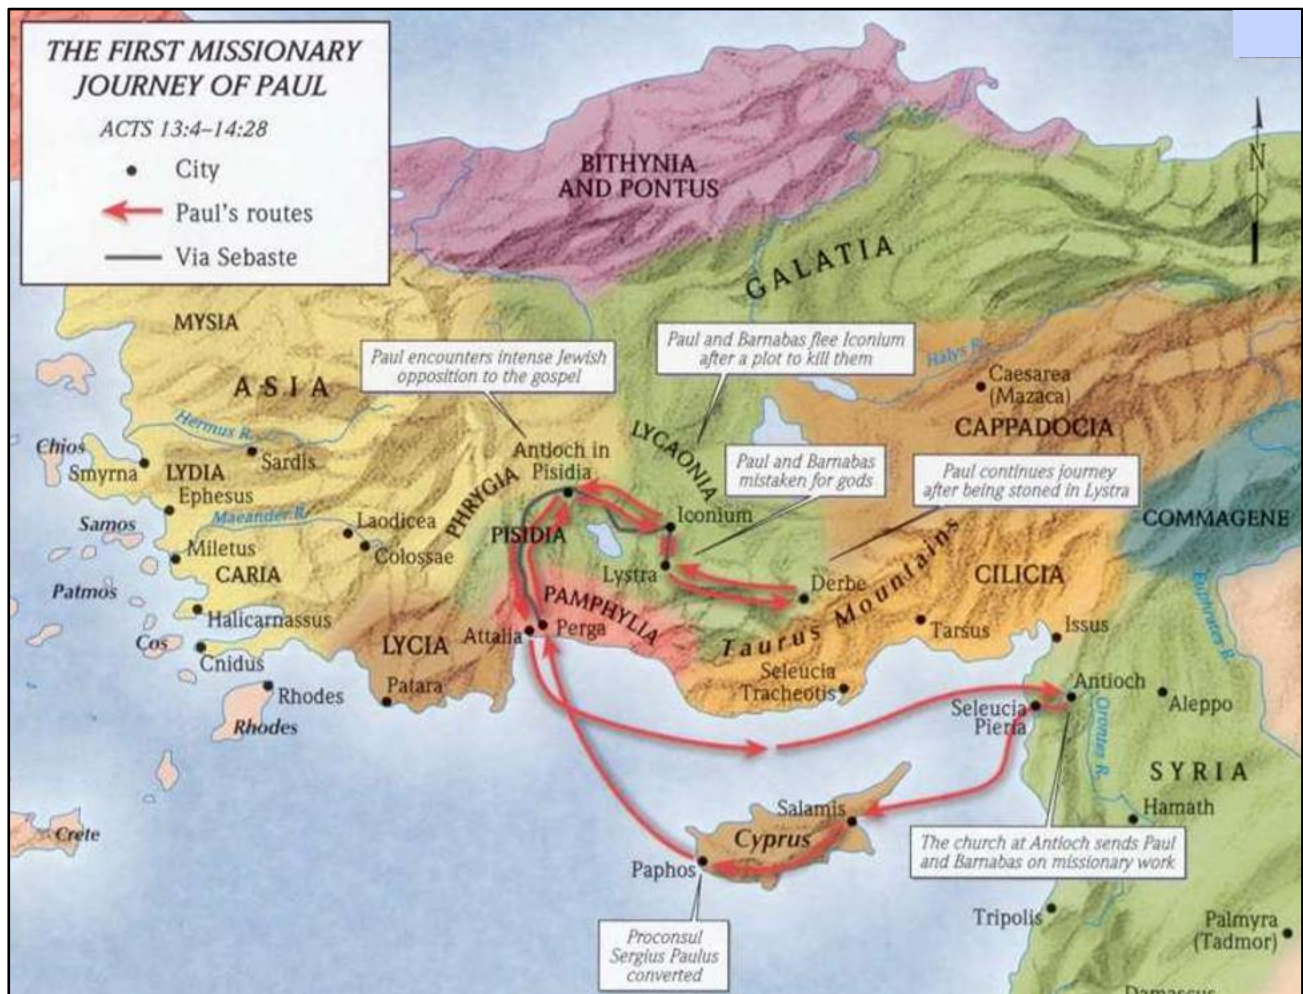 THE FIRST MISSIONARY
JOURNEY OF PAUL
ACTS 13:4–14:28
City
Paul's routes
Via Sebaste
N
BITHYNIA
AND PONTUS
GALATIA
MYSIA
ASIA
Paul encounters intense Jewish
opposition to the gospel
Paul and Barnabas flee Iconium
after a plot to kill them
Halys R.
Caesarea
(Mazaca)
CAPPADOCIA
Hermus R.
Chios
Smyrna
LYDIA
Sardis
Ephesus
Antioch in
Pisidia
LYCAONIA
Paul and Barnabas
mistaken for gods
Paul continues journey
after being stoned in Lystra
PHRYGIA
Samos
Maeander R.
Laodicea
Colossae
PISIDIA
Iconium
COMMAGENE
Miletus
CARIA
Patmos
Lystra
Derbe
CILICIA
Euphrates R.
Halicarnassus
PAMPHYLIA
Taurus Mountains
Tarsus
Issus
Cos
Cnidus
LYCIA
Attalia
Perga
Seleucia
Tracheotis
Patara
Rhodes
Rhodes
Seleucia
Pieria
Antioch
Aleppo
Orontes R.
SYRIA
Salamis
Hamath
Cyprus
Crete
Paphos
The church at Antioch sends Paul
and Barnabas on missionary work
Proconsul
Sergius Paulus
converted
Tripolis
Palmyra
(Tadmor)
Damascus